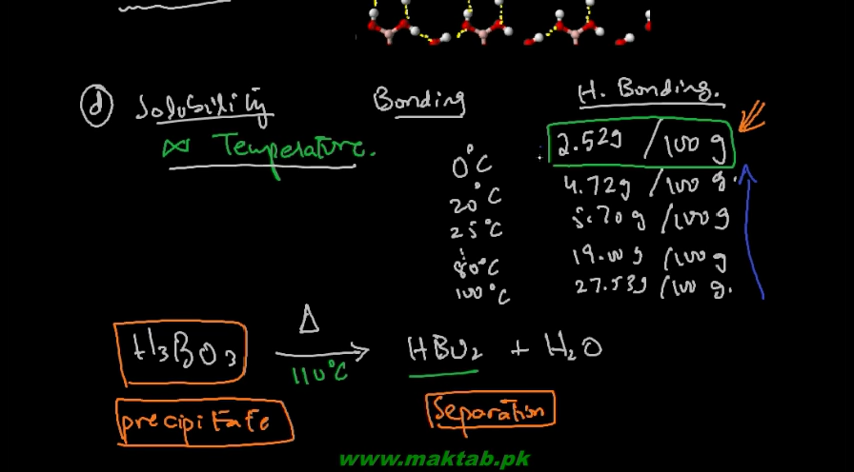 (d) Solubility Bonding H. Bonding.
⋈ Temperature.
0°C 2.52g / 100 g
20°C 4.72g / 100 g.
25°C 5.70 g / 100 g
80°C 19.10 g / 100 g
100°C 27.53g / 100 g.
H3BO3 Δ 110°C → HBO2 + H2O
precipitate Separation
www.maktab.pk